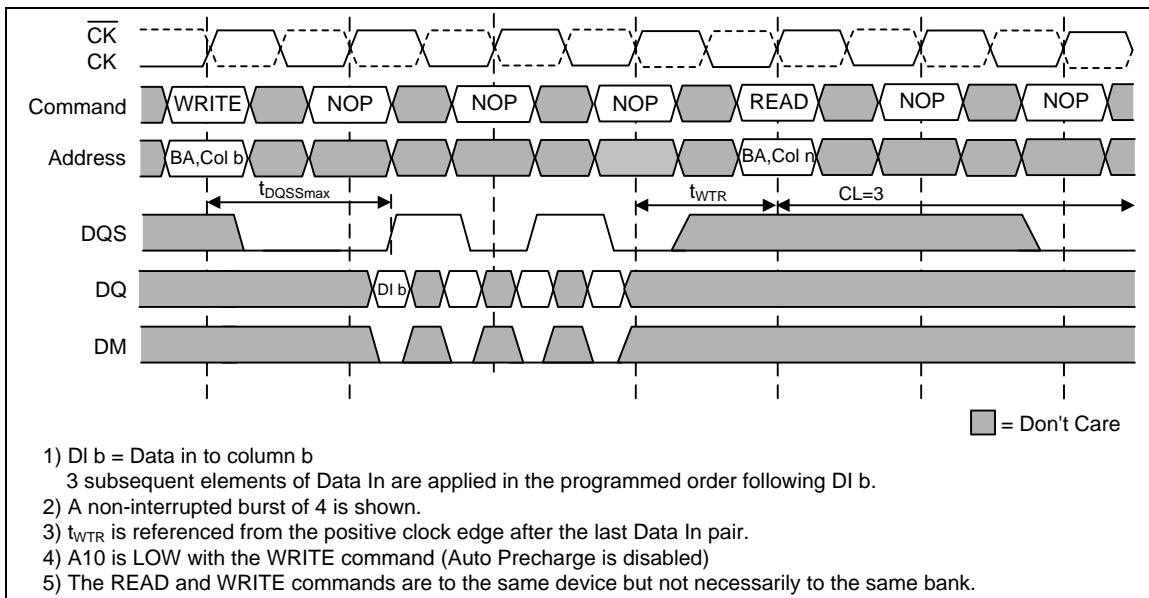 CK
CK
Command WRITE NOP NOP NOP READ NOP NOP
Address BA,Col b BA,Col n
tDQSSmax tWTR CL=3
DQS
DQ DI b
DM
= Don't Care
1) DI b = Data in to column b
3 subsequent elements of Data In are applied in the programmed order following DI b.
2) A non-interrupted burst of 4 is shown.
3) tWTR is referenced from the positive clock edge after the last Data In pair.
4) A10 is LOW with the WRITE command (Auto Precharge is disabled)
5) The READ and WRITE commands are to the same device but not necessarily to the same bank.